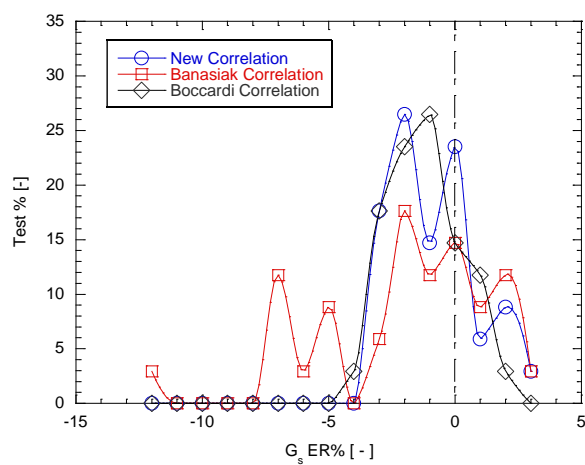 35
30
25
20
15
10
5
0
Test % [-]
New Correlation
Banasiak Correlation
Boccardi Correlation
-15 -10 -5 0 5
G_s ER% [ - ]